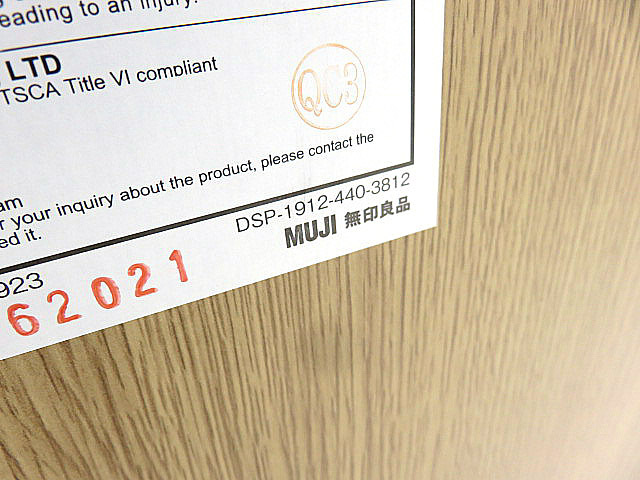 eading to an injury.
LTD
TSCA Title VI compliant
QC3
am
r your inquiry about the product, please contact the
ed it.
DSP-1912-440-3812
MUJI 無印良品
923
62021